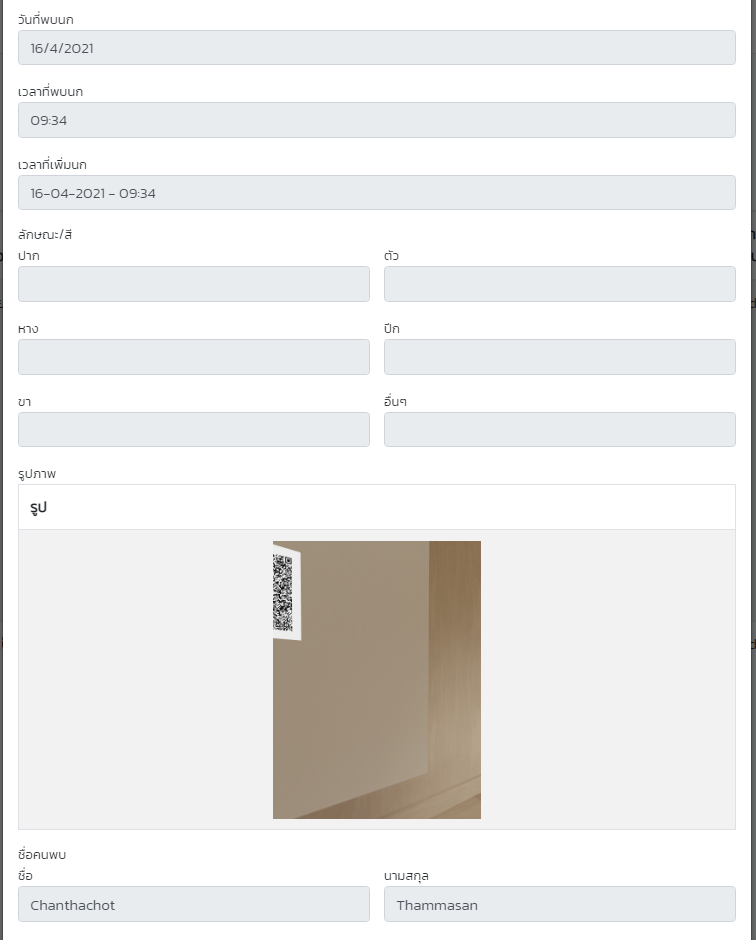 วันที่พบนก
16/4/2021
เวลาที่พบนก
09:34
เวลาที่เพิ่มนก
16-04-2021 - 09:34
ลักษณะ/สี
ปาก
ตัว
หาง
ปีก
ขา
อื่นๆ
รูปภาพ
รูป
ชื่อคนพบ
ชื่อ
นามสกุล
Chanthachot
Thammasan